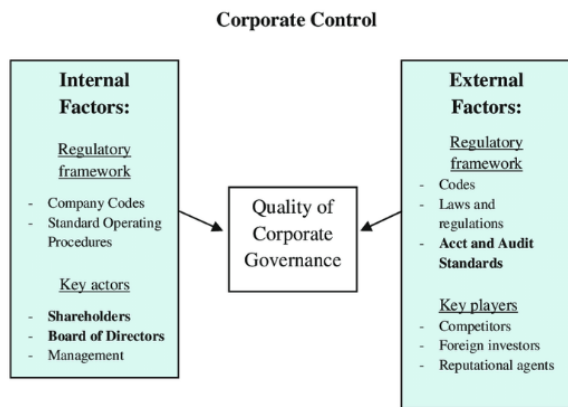 Corporate Control
Internal
Factors:
Regulatory
framework
- Company Codes
- Standard Operating
Procedures
Key actors
- Shareholders
- Board of Directors
- Management
Quality of
Corporate
Governance
External
Factors:
Regulatory
framework
- Codes
- Laws and
regulations
- Acct and Audit
Standards
Key players
- Competitors
- Foreign investors
- Reputational agents